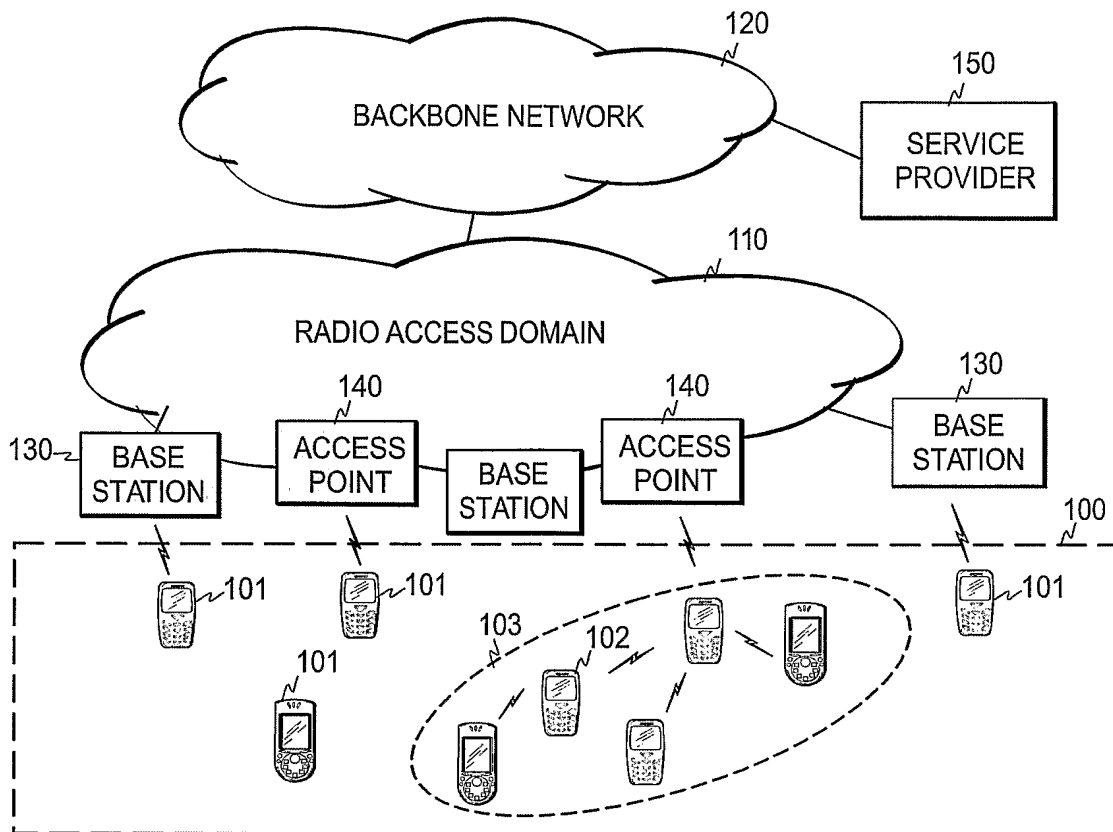 120
150
BACKBONE NETWORK
SERVICE
PROVIDER
110
RADIO ACCESS DOMAIN
140
140
130
130
BASE
STATION
ACCESS
POINT
BASE
STATION
ACCESS
POINT
BASE
STATION
100
101
101
101
103
102
101